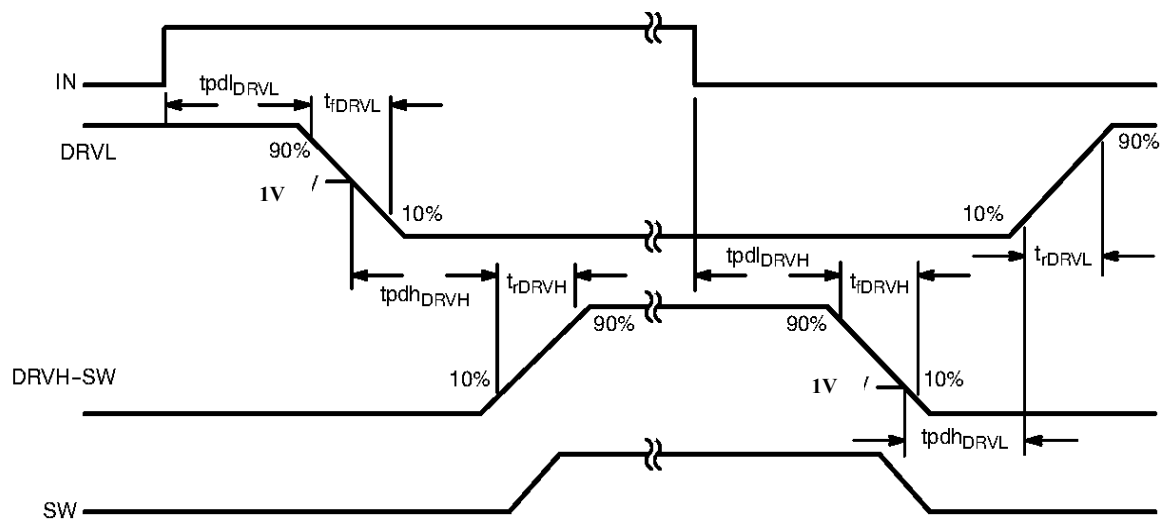 IN
tpdlDRVL
tfDRVL
DRVL
90%
1V
10%
90%
10%
tpdhDRVH
trDRVH
tpdlDRVH
tfDRVH
trDRVL
90%
90%
DRVH-SW
10%
1V
10%
tpdhDRVL
SW